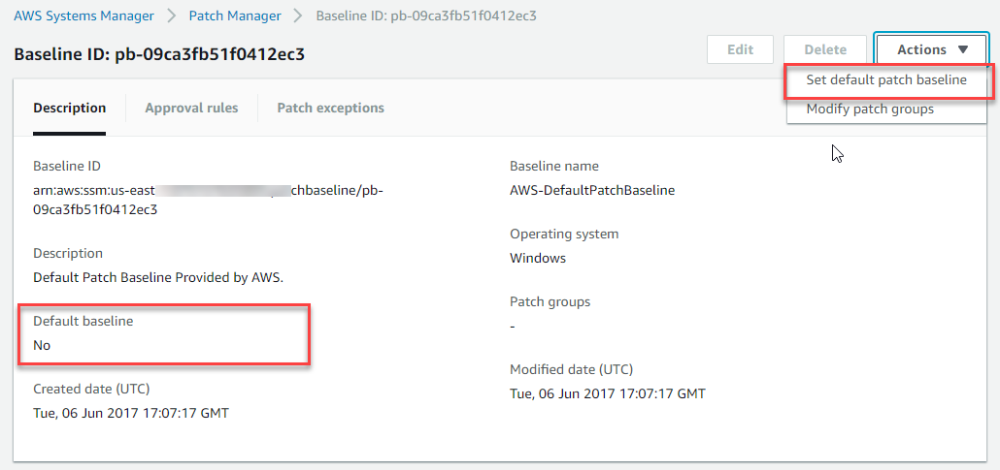 AWS Systems Manager > Patch Manager > Baseline ID: pb-09ca3fb51f0412ec3
Baseline ID: pb-09ca3fb51f0412ec3
Edit
Delete
Actions
Set default patch baseline
Modify patch groups
Description
Approval rules
Patch exceptions
Baseline ID
arn:aws:ssm:us-east chbaseline/pb-
09ca3fb51f0412ec3
Baseline name
AWS-DefaultPatchBaseline
Operating system
Windows
Description
Default Patch Baseline Provided by AWS.
Patch groups
-
Default baseline
No
Modified date (UTC)
Tue, 06 Jun 2017 17:07:17 GMT
Created date (UTC)
Tue, 06 Jun 2017 17:07:17 GMT